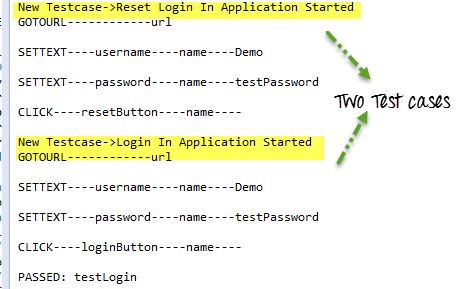 New Testcase->Reset Login In Application Started
GOTOURL------------url
SETTEXT----username----name----Demo
SETTEXT----password----name----testPassword
CLICK----resetButton----name----
Two Test cases
New Testcase->Login In Application Started
GOTOURL------------url
SETTEXT----username----name----Demo
SETTEXT----password----name----testPassword
CLICK----loginButton----name----
PASSED: testLogin